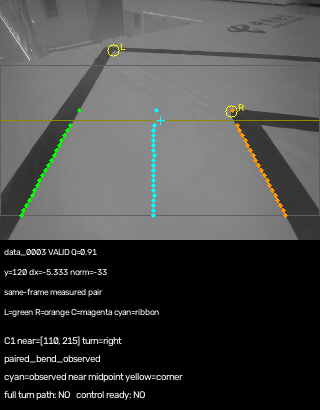 L
R
data_0003 VALID Q=0.91
y=120 dx=-5.333 norm=-33
same-frame measured pair
L=green R=orange C=magenta cyan=ribbon
C1 near=[110, 215] turn=right
paired_bend_observed
cyan=observed near midpoint yellow=corner
full turn path: NO control ready: NO